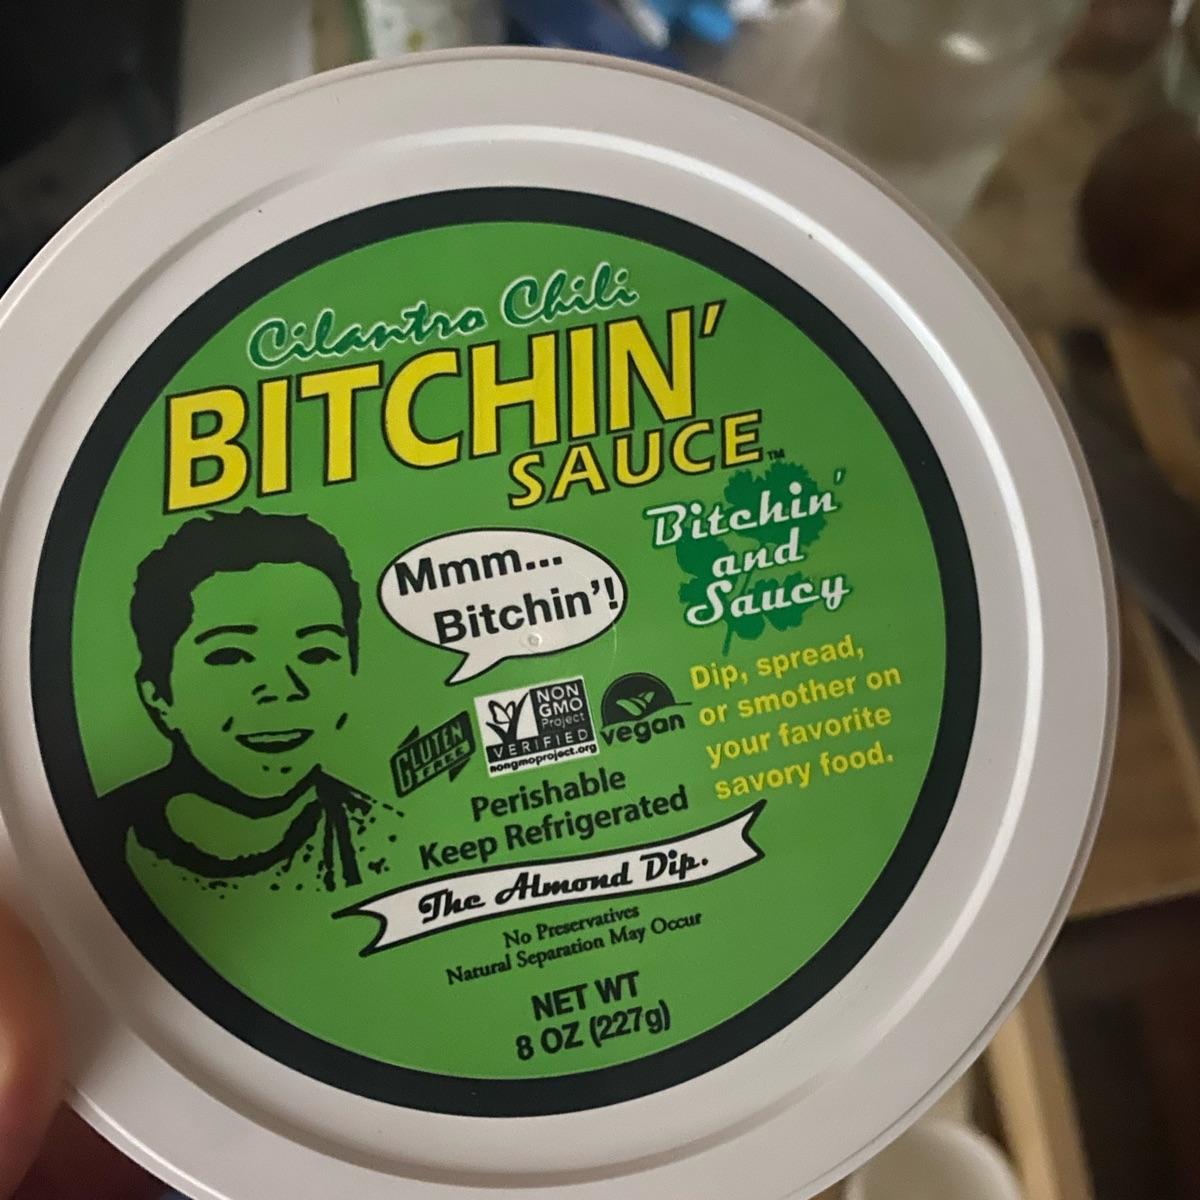 Cilantro Chili
BITCHIN'
SAUCE™
Bitchin'
and
Saucy
Mmm...
Bitchin'!
Dip, spread,
or smother on
your favorite
savory food.
GLUTEN
FREE
NON
GMO
Project
VERIFIED
nongmoproject.org
vegan
Perishable
Keep Refrigerated
The Almond Dip.
No Preservatives
Natural Separation May Occur
NET WT
8 OZ (227g)